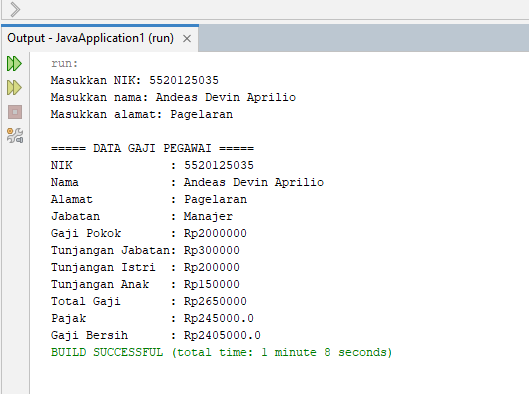 Output - JavaApplication1 (run) ×
run:
Masukkan NIK: 5520125035
Masukkan nama: Andeas Devin Aprilio
Masukkan alamat: Pagelaran
===== DATA GAJI PEGAWAI =====
NIK : 5520125035
Nama : Andeas Devin Aprilio
Alamat : Pagelaran
Jabatan : Manajer
Gaji Pokok : Rp2000000
Tunjangan Jabatan: Rp300000
Tunjangan Istri : Rp200000
Tunjangan Anak : Rp150000
Total Gaji : Rp2650000
Pajak : Rp245000.0
Gaji Bersih : Rp2405000.0
BUILD SUCCESSFUL (total time: 1 minute 8 seconds)